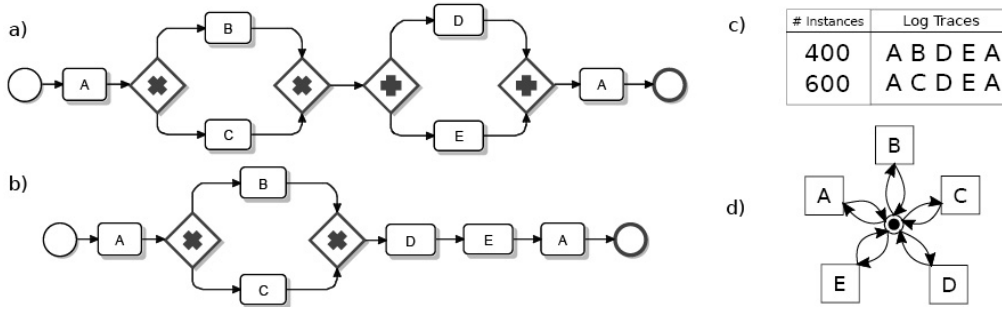 a)
A
B
C
D
E
A
b)
A
B
C
D
E
A
c)
# Instances Log Traces
400 A B D E A
600 A C D E A
d)
B
A C
E D